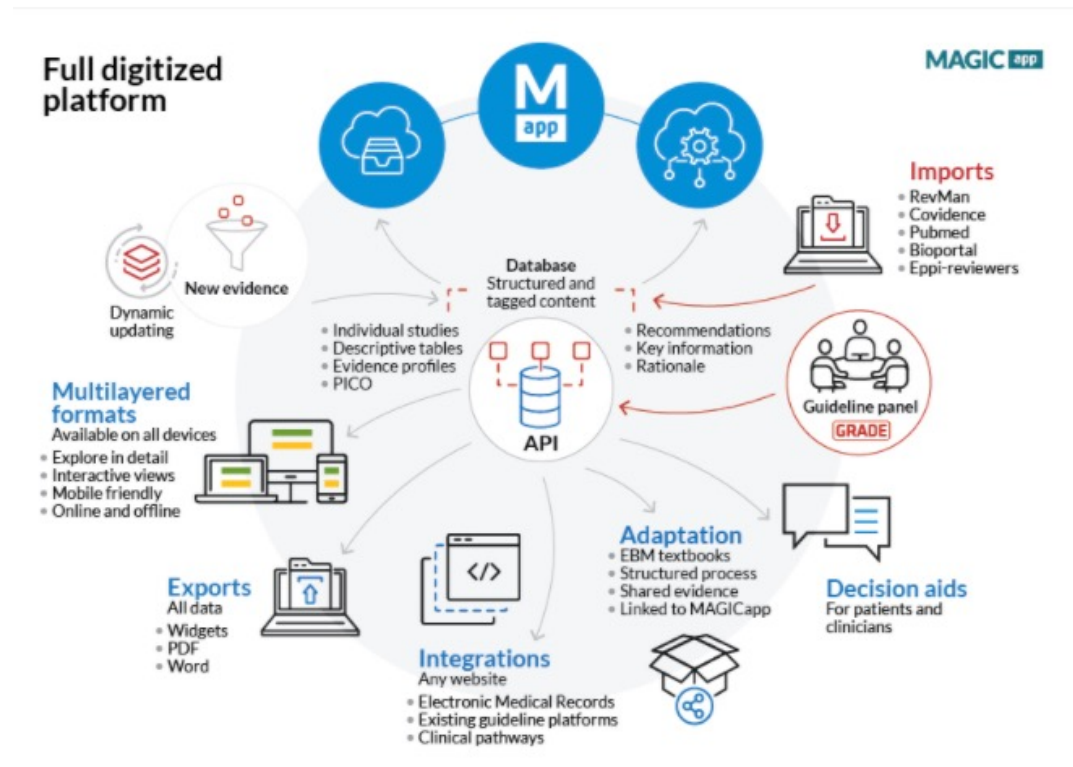 Full digitized
platform
M
app
MAGIC app
Imports
• RevMan
• Covidence
• Pubmed
• Bioportal
• Eppi-reviewers
New evidence
Dynamic
updating
Database
Structured and
tagged content
• Individual studies
• Descriptive tables
• Evidence profiles
• PICO
• Recommendations
• Key information
• Rationale
API
Guideline panel
GRADE
Multilayered
formats
Available on all devices
• Explore in detail
• Interactive views
• Mobile friendly
• Online and offline
Exports
All data
• Widgets
• PDF
• Word
</>
Integrations
Any website
• Electronic Medical Records
• Existing guideline platforms
• Clinical pathways
Adaptation
• EBM textbooks
• Structured process
• Shared evidence
• Linked to MAGICapp
Decision aids
For patients and
clinicians